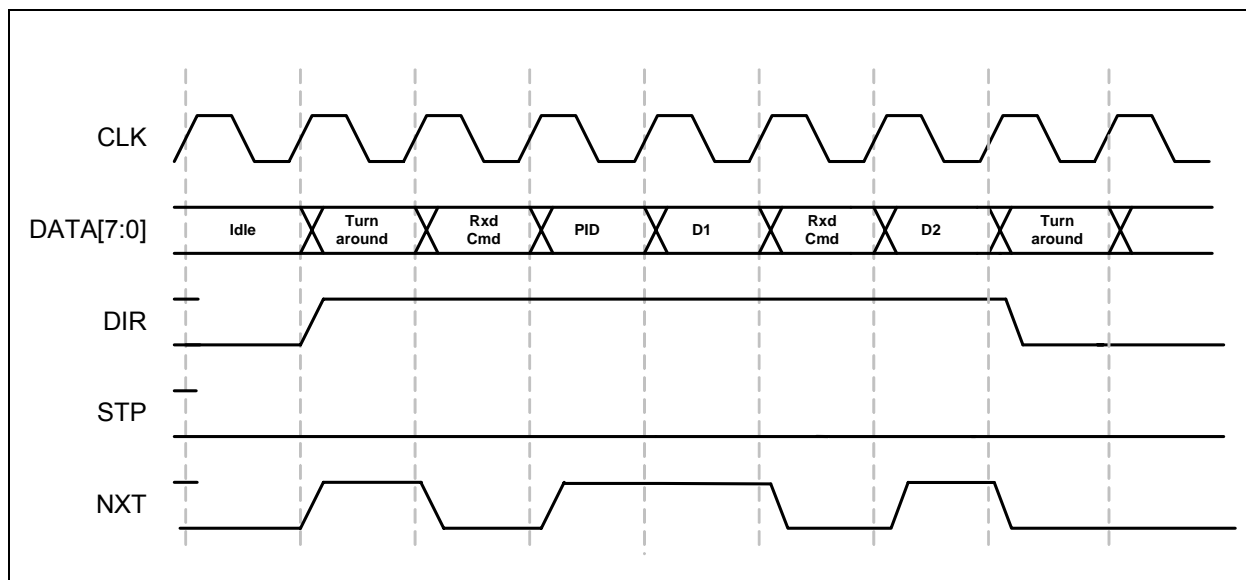 CLK
DATA[7:0]
Idle
Turn
around
Rxd
Cmd
PID
D1
Rxd
Cmd
D2
Turn
around
DIR
STP
NXT